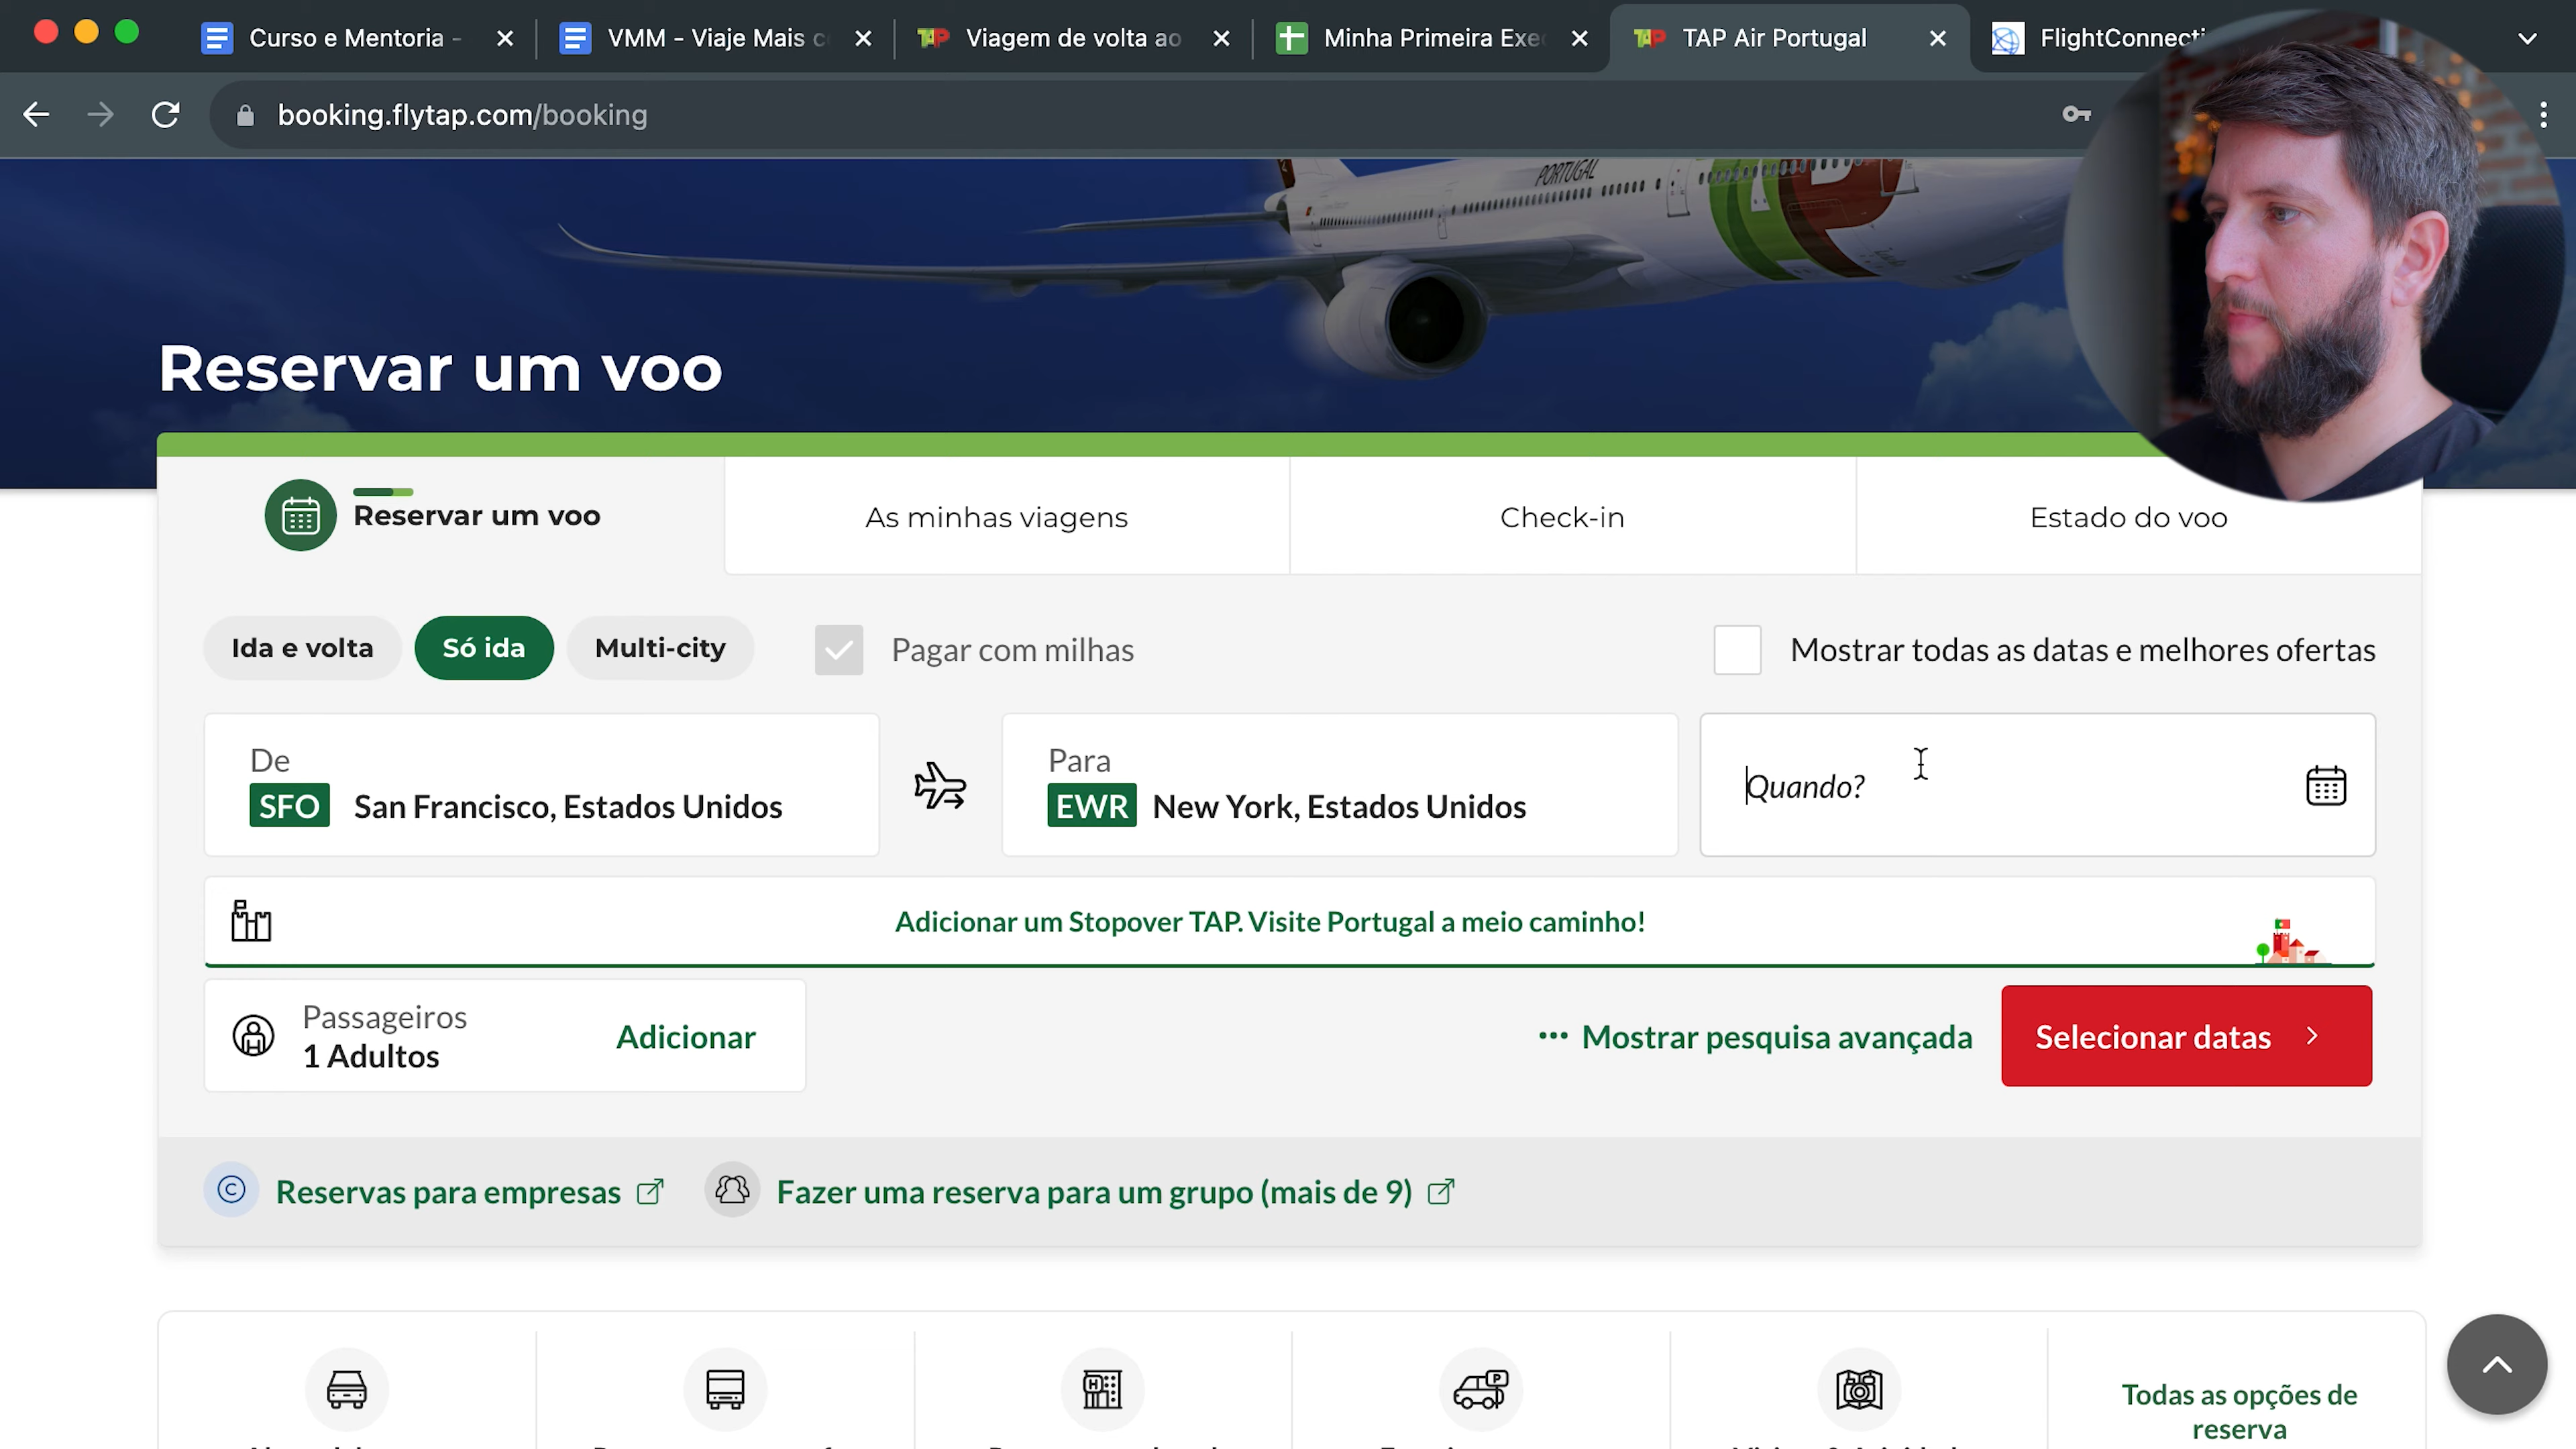 Curso e Mentoria -
VMM - Viaje Mais c
TAP Viagem de volta ao
Minha Primeira Exe
TAP TAP Air Portugal
FlightConnecti
booking.flytap.com/booking
PORTUGAL
Reservar um voo
Reservar um voo
As minhas viagens
Check-in
Estado do voo
Ida e volta
Só ida
Multi-city
Pagar com milhas
Mostrar todas as datas e melhores ofertas
De
SFO San Francisco, Estados Unidos
Para
EWR New York, Estados Unidos
Quando?
Adicionar um Stopover TAP. Visite Portugal a meio caminho!
Passageiros
1 Adultos
Adicionar
••• Mostrar pesquisa avançada
Selecionar datas
Reservas para empresas
Fazer uma reserva para um grupo (mais de 9)
Todas as opções de
reserva